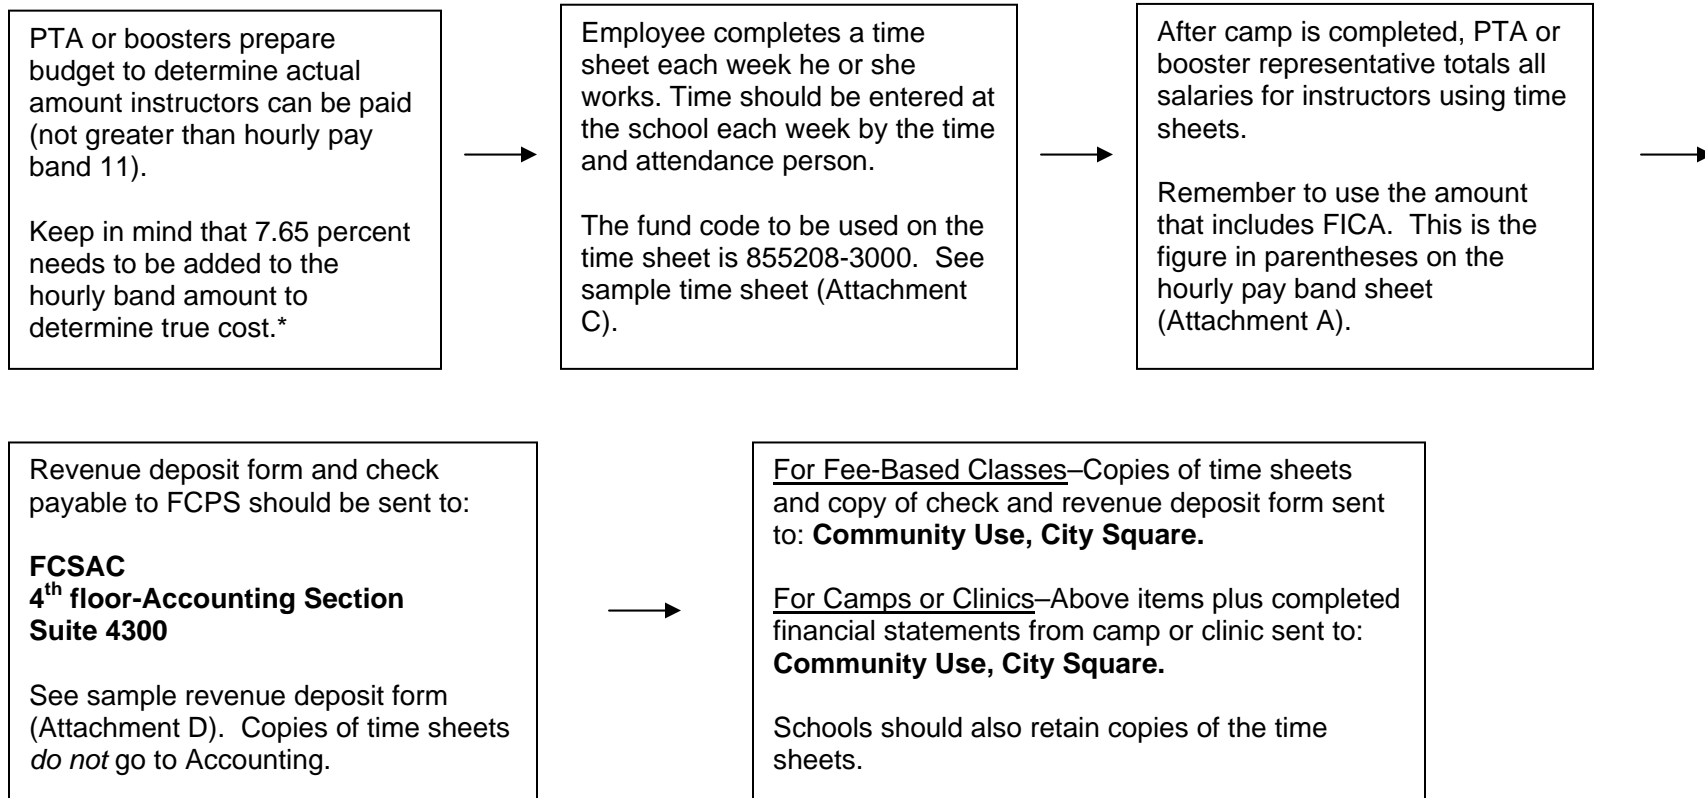 PTA or boosters prepare
budget to determine actual
amount instructors can be paid
(not greater than hourly pay
band 11).
Keep in mind that 7.65 percent
needs to be added to the
hourly band amount to
determine true cost.*
Employee completes a time
sheet each week he or she
works. Time should be entered at
the school each week by the time
and attendance person.
The fund code to be used on the
time sheet is 855208-3000.  See
sample time sheet (Attachment
C).
After camp is completed, PTA or
booster representative totals all
salaries for instructors using time
sheets.
Remember to use the amount
that includes FICA.  This is the
figure in parentheses on the
hourly pay band sheet
(Attachment A).
Revenue deposit form and check
payable to FCPS should be sent to:
FCSAC
4th floor-Accounting Section
Suite 4300
See sample revenue deposit form
(Attachment D).  Copies of time sheets
do not go to Accounting.
For Fee-Based Classes–Copies of time sheets
and copy of check and revenue deposit form sent
to: Community Use, City Square.
For Camps or Clinics–Above items plus completed
financial statements from camp or clinic sent to:
Community Use, City Square.
Schools should also retain copies of the time
sheets.